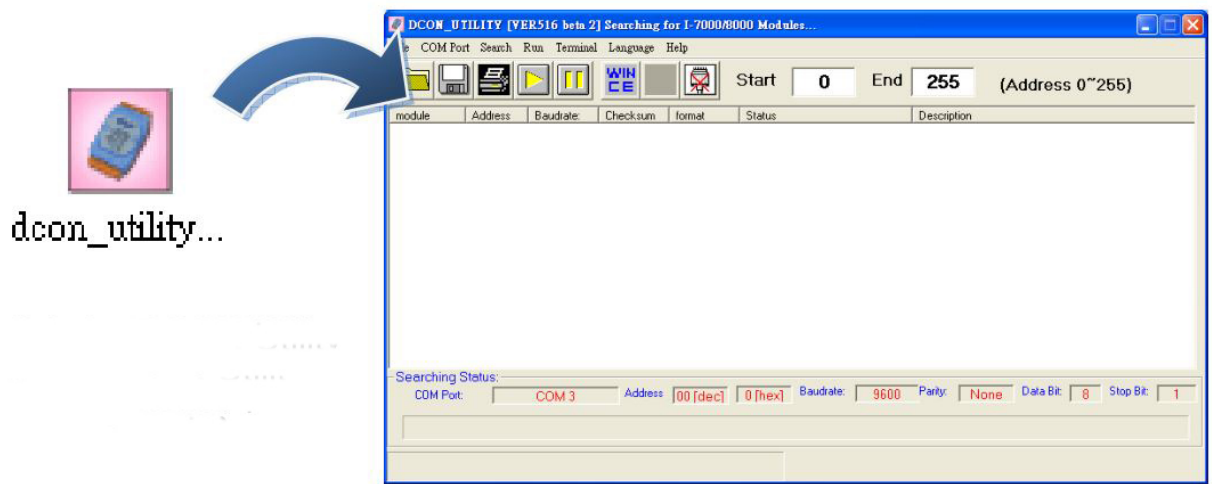 dcon_utility...
DCON_UTILITY [VER516 beta 2] Searching for I-7000/8000 Modules...
COM Port Search Run Terminal Language Help
WIN CE Start 0 End 255 (Address 0~255)
module Address Baudrate: Checksum format Status Description
Searching Status:
COM Port: COM 3 Address 00 [dec] 0 [hex] Baudrate: 9600 Parity: None Data Bit: 8 Stop Bit: 1